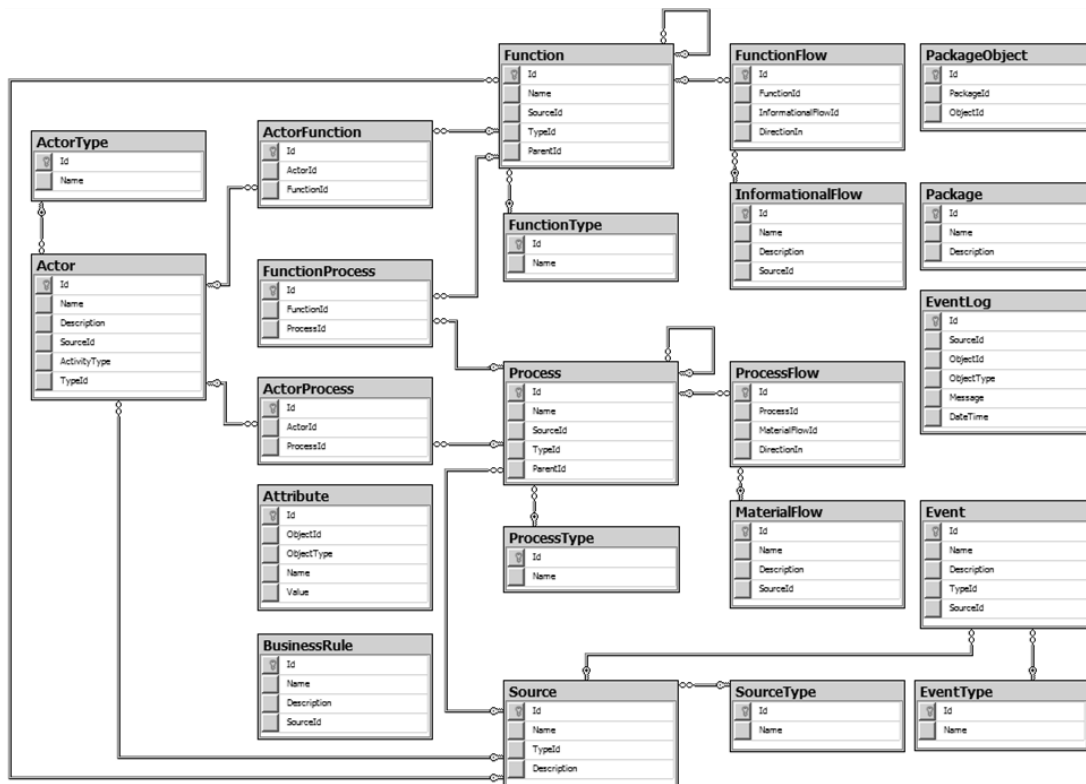 Function
Id
Name
SourceId
TypeId
ParentId
FunctionFlow
Id
FunctionId
InformationalFlowId
DirectionIn
PackageObject
Id
PackageId
ObjectId
ActorType
Id
Name
ActorFunction
Id
ActorId
FunctionId
InformationalFlow
Id
Name
Description
SourceId
Package
Id
Name
Description
FunctionType
Id
Name
Actor
Id
Name
Description
SourceId
ActivityType
TypeId
FunctionProcess
Id
FunctionId
ProcessId
EventLog
Id
SourceId
ObjectId
ObjectType
Message
DateTime
Process
Id
Name
SourceId
TypeId
ParentId
ProcessFlow
Id
ProcessId
MaterialFlowId
DirectionIn
ActorProcess
Id
ActorId
ProcessId
Attribute
Id
ObjectId
ObjectType
Name
Value
ProcessType
Id
Name
MaterialFlow
Id
Name
Description
SourceId
Event
Id
Name
Description
TypeId
SourceId
BusinessRule
Id
Name
Description
SourceId
Source
Id
Name
TypeId
Description
SourceType
Id
Name
EventType
Id
Name